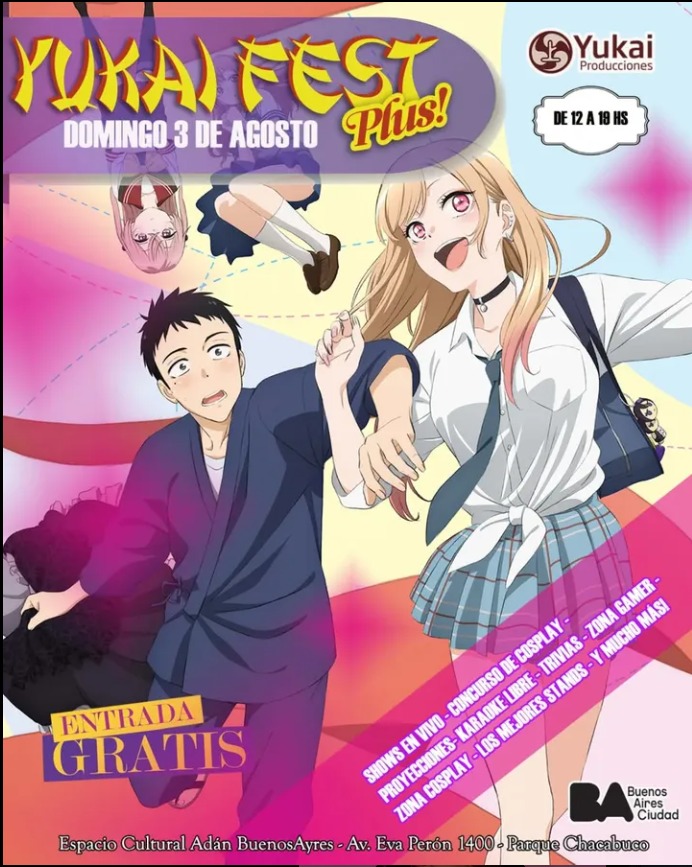 YUKAI FEST
Plus!
DOMINGO 3 DE AGOSTO
Yukai
Producciones
DE 12 A 19 HS
ENTRADA
GRATIS
SHOWS EN VIVO - CONCURSO DE COSPLAY -
PROYECCIONES- KARAOKE LIBRE - TRIVIAS - ZONA GAMER -
ZONA COSPLAY - LOS MEJORES STANDS - Y MUCHO MÁS!
BA Buenos
Aires
Ciudad
Espacio Cultural Adán BuenosAyres - Av. Eva Perón 1400 - Parque Chacabuco